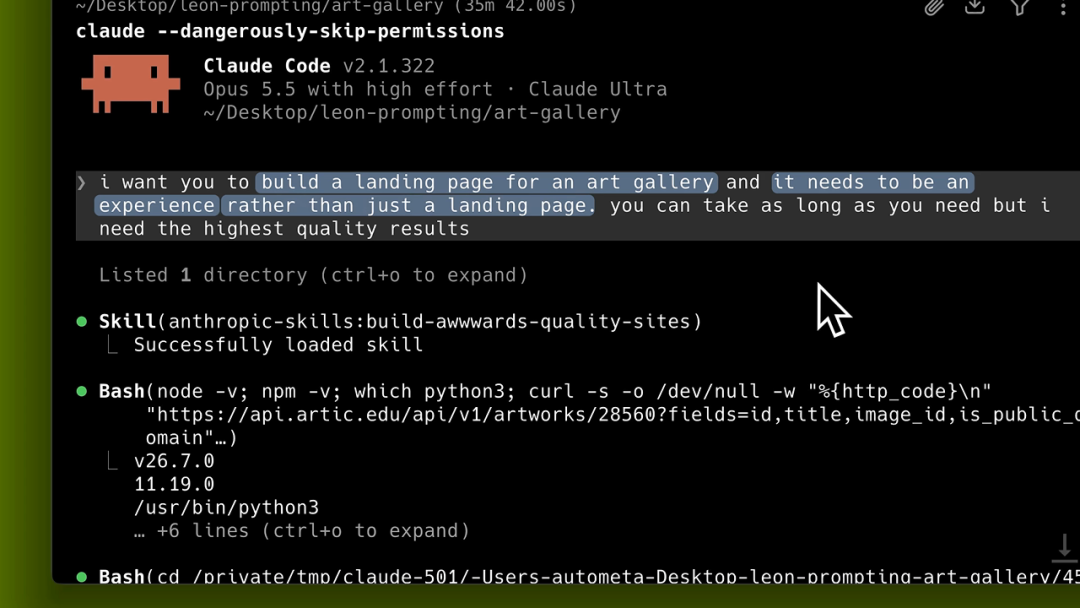 ~/Desktop/leon-prompting/art-gallery (35m 42.00s)
claude --dangerously-skip-permissions
Claude Code v2.1.322
Opus 5.5 with high effort · Claude Ultra
~/Desktop/leon-prompting/art-gallery
❯ i want you to build a landing page for an art gallery and it needs to be an
experience rather than just a landing page. you can take as long as you need but i
need the highest quality results
Listed 1 directory (ctrl+o to expand)
● Skill(anthropic-skills:build-awwwards-quality-sites)
⎿ Successfully loaded skill
● Bash(node -v; npm -v; which python3; curl -s -o /dev/null -w "%{http_code}\n"
"https://api.artic.edu/api/v1/artworks/28560?fields=id,title,image_id,is_public_d
omain"…)
⎿ v26.7.0
11.19.0
/usr/bin/python3
… +6 lines (ctrl+o to expand)
● Bash(cd /private/tmp/claude-501/-Users-autometa-Desktop-leon-prompting-art-gallery/45